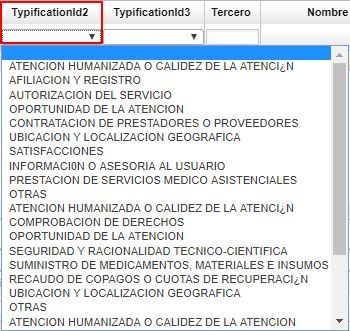 TypificationId2 TypificationId3 Tercero Nombre
ATENCION HUMANIZADA O CALIDEZ DE LA ATENCI¿N
AFILIACION Y REGISTRO
AUTORIZACION DEL SERVICIO
OPORTUNIDAD DE LA ATENCION
CONTRATACION DE PRESTADORES O PROVEEDORES
UBICACION Y LOCALIZACION GEOGRAFICA
SATISFACCIONES
INFORMACI0N O ASESORIA AL USUARIO
PRESTACION DE SERVICIOS MEDICO ASISTENCIALES
OTRAS
ATENCION HUMANIZADA O CALIDEZ DE LA ATENCI¿N
COMPROBACION DE DERECHOS
OPORTUNIDAD DE LA ATENCION
SEGURIDAD Y RACIONALIDAD TECNICO-CIENTIFICA
SUMINISTRO DE MEDICAMENTOS, MATERIALES E INSUMOS
RECAUDO DE COPAGOS O CUOTAS DE RECUPERACI¿N
UBICACION Y LOCALIZACION GEOGRAFICA
OTRAS
ATENCION HUMANIZADA O CALIDEZ DE LA ATENCION